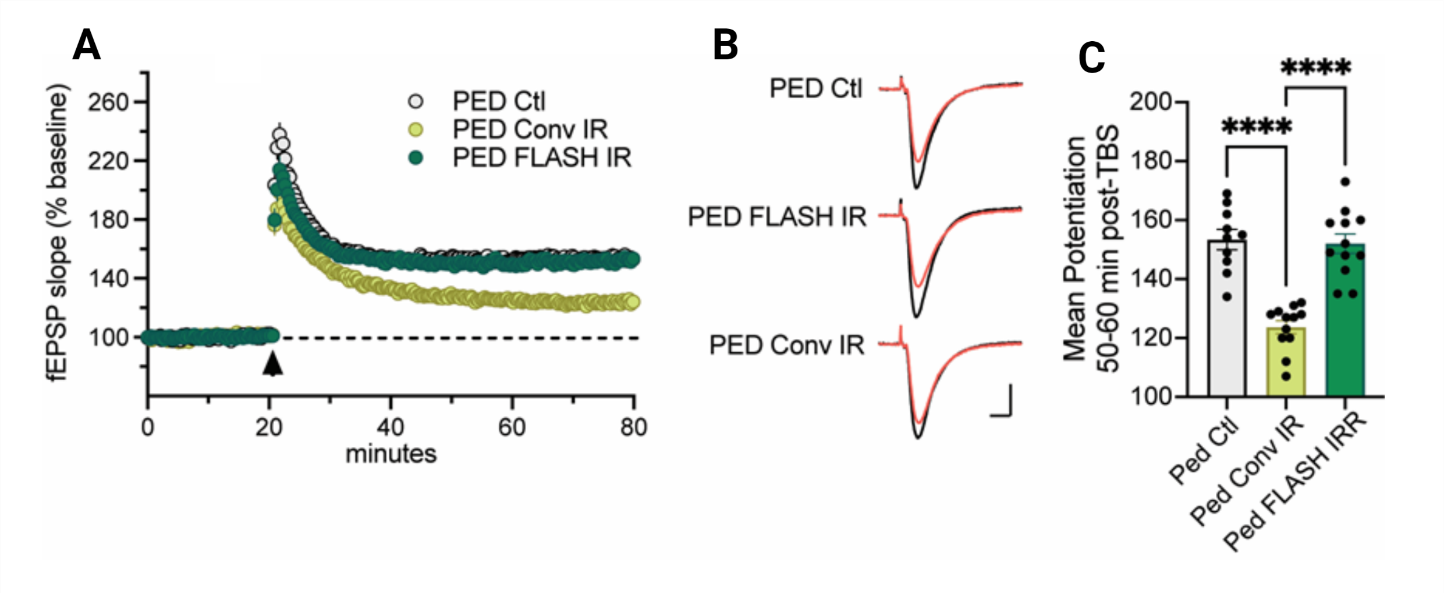 A
fEPSP slope (% baseline)
260
220
180
140
100
0
20
40
60
80
minutes
PED Ctl
PED Conv IR
PED FLASH IR
B
PED Ctl
PED FLASH IR
PED Conv IR
C
Mean Potentiation
50-60 min post-TBS
200
180
160
140
120
100
****
****
Ped Ctl
Ped Conv IR
Ped FLASH IRR